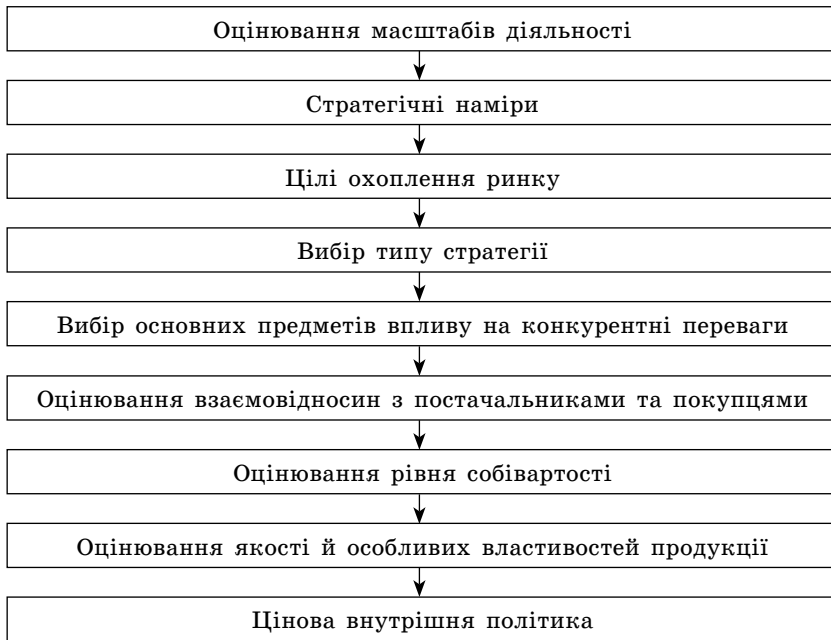 Оцінювання масштабів діяльності
Стратегічні наміри
Цілі охоплення ринку
Вибір типу стратегії
Вибір основних предметів впливу на конкурентні переваги
Оцінювання взаємовідносин з постачальниками та покупцями
Оцінювання рівня собівартості
Оцінювання якості й особливих властивостей продукції
Цінова внутрішня політика